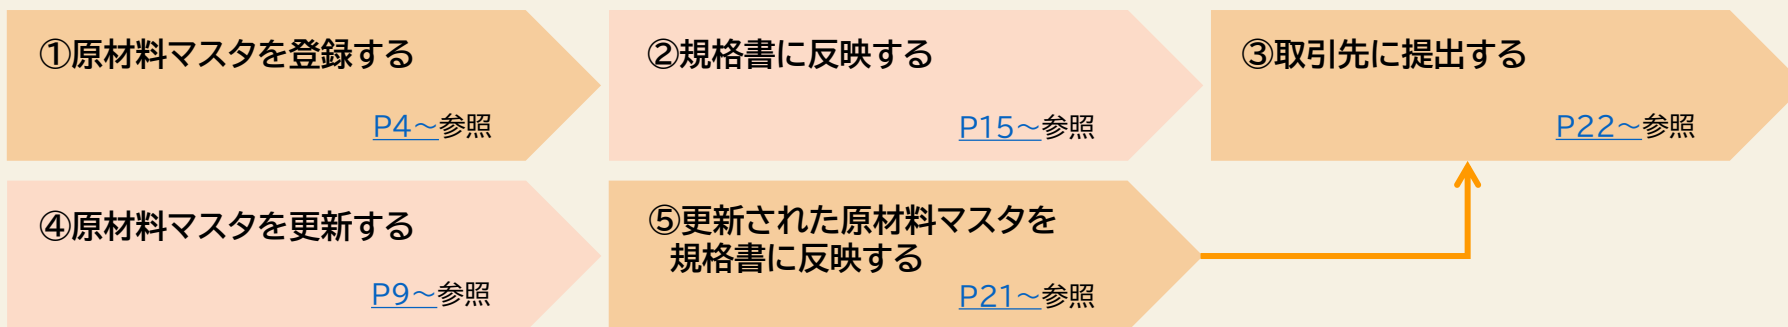 ①原材料マスタを登録する
P4～参照
②規格書に反映する
P15～参照
③取引先に提出する
P22～参照
④原材料マスタを更新する
P9～参照
⑤更新された原材料マスタを
規格書に反映する
P21～参照